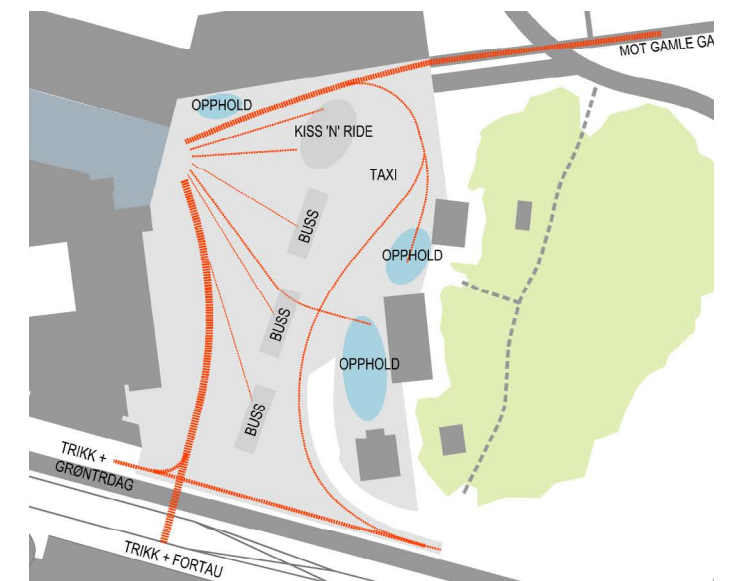 MOT GAMLE GA
OPPHOLD
KISS 'N' RIDE
TAXI
BUSS
OPPHOLD
BUSS
OPPHOLD
BUSS
TRIKK +
GRØNTRDAG
TRIKK + FORTAU